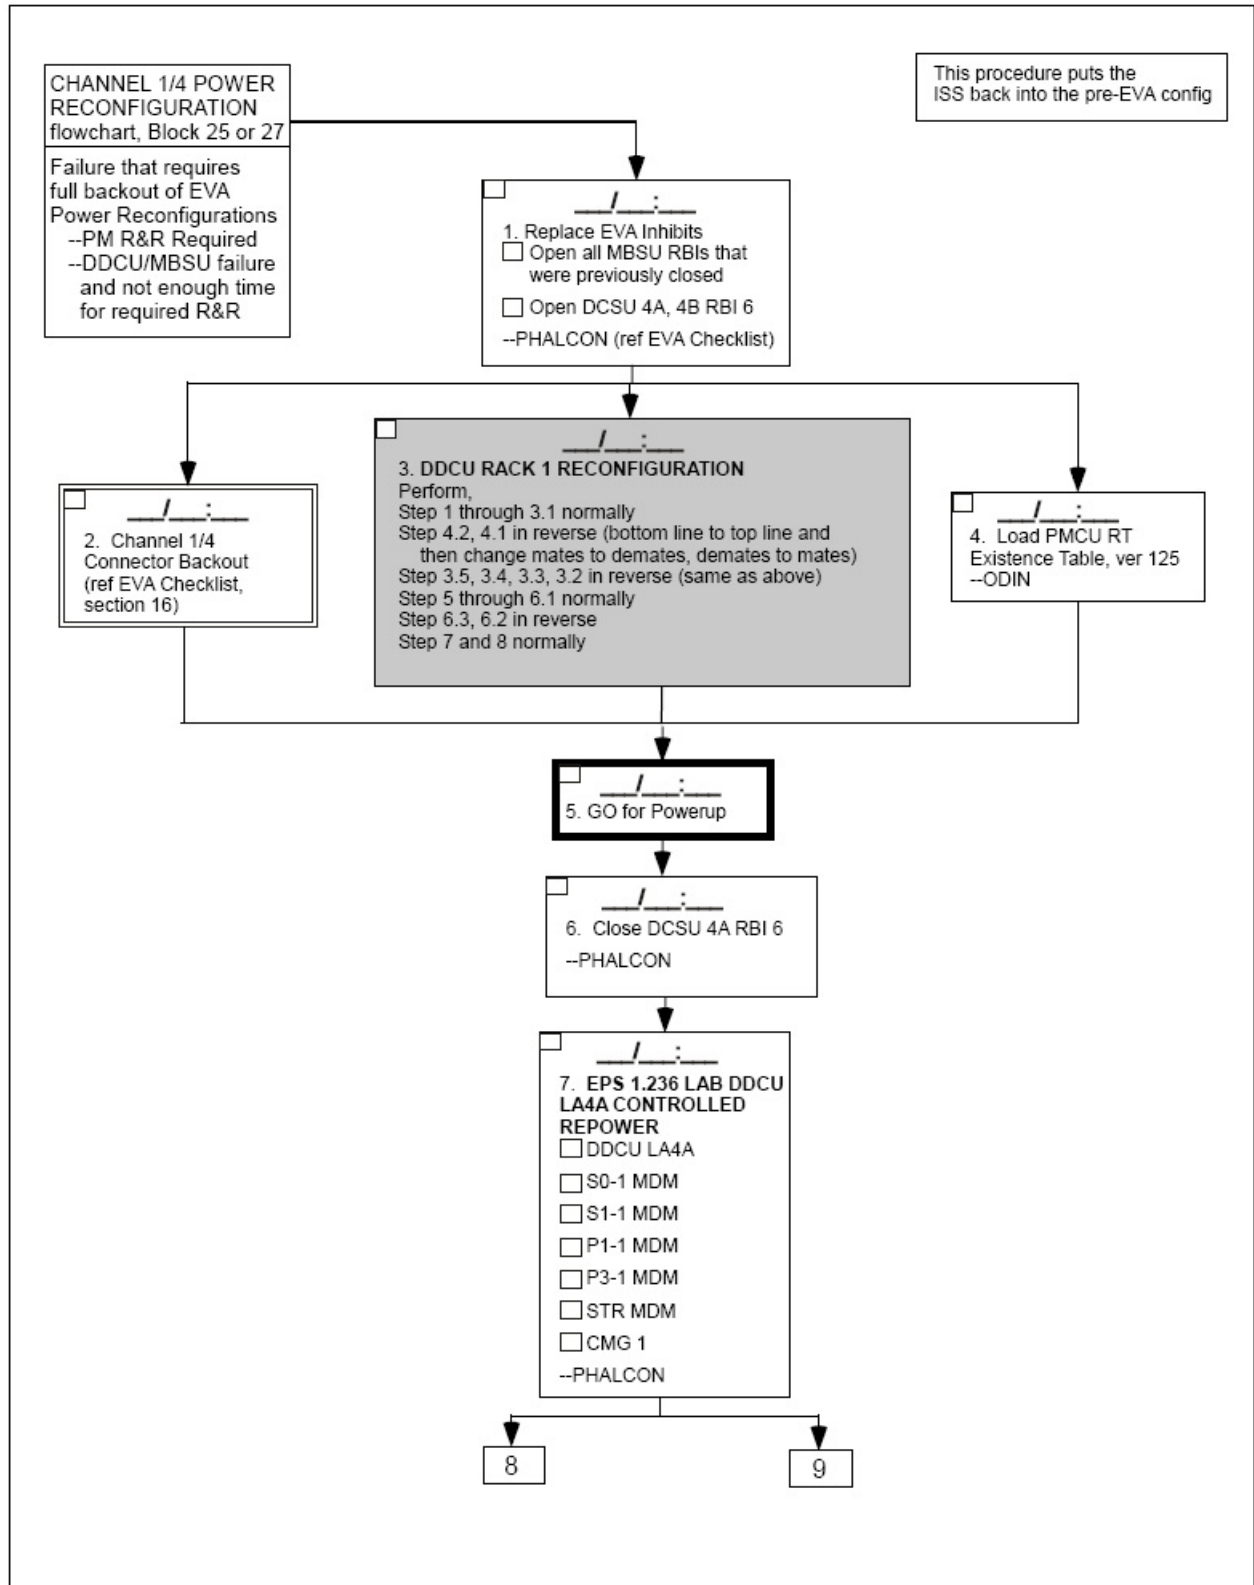 CHANNEL 1/4 POWER
RECONFIGURATION
flowchart, Block 25 or 27
Failure that requires
full backout of EVA
Power Reconfigurations
--PM R&R Required
--DDCU/MBSU failure
and not enough time
for required R&R
This procedure puts the
ISS back into the pre-EVA config
___/___:___
1. Replace EVA Inhibits
Open all MBSU RBIs that
were previously closed
Open DCSU 4A, 4B RBI 6
--PHALCON (ref EVA Checklist)
___/___:___
2. Channel 1/4
Connector Backout
(ref EVA Checklist,
section 16)
___/___:___
3. DDCU RACK 1 RECONFIGURATION
Perform,
Step 1 through 3.1 normally
Step 4.2, 4.1 in reverse (bottom line to top line and
then change mates to demates, demates to mates)
Step 3.5, 3.4, 3.3, 3.2 in reverse (same as above)
Step 5 through 6.1 normally
Step 6.3, 6.2 in reverse
Step 7 and 8 normally
___/___:___
4. Load PMCU RT
Existence Table, ver 125
--ODIN
___/___:___
5. GO for Powerup
___/___:___
6. Close DCSU 4A RBI 6
--PHALCON
___/___:___
7. EPS 1.236 LAB DDCU
LA4A CONTROLLED
REPOWER
DDCU LA4A
S0-1 MDM
S1-1 MDM
P1-1 MDM
P3-1 MDM
STR MDM
CMG 1
--PHALCON
8
9